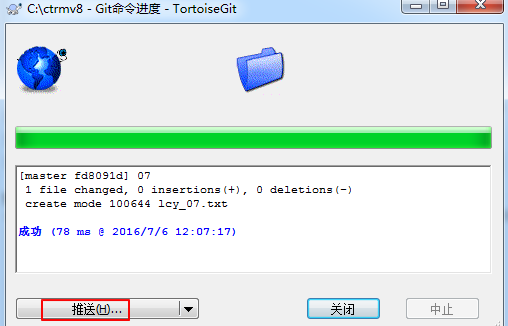 C:\ctrmv8 - Git命令进度 - TortoiseGit
[master fd8091d] 07
1 file changed, 0 insertions(+), 0 deletions(-)
create mode 100644 lcy_07.txt
成功 (78 ms @ 2016/7/6 12:07:17)
推送(H)... 关闭 中止